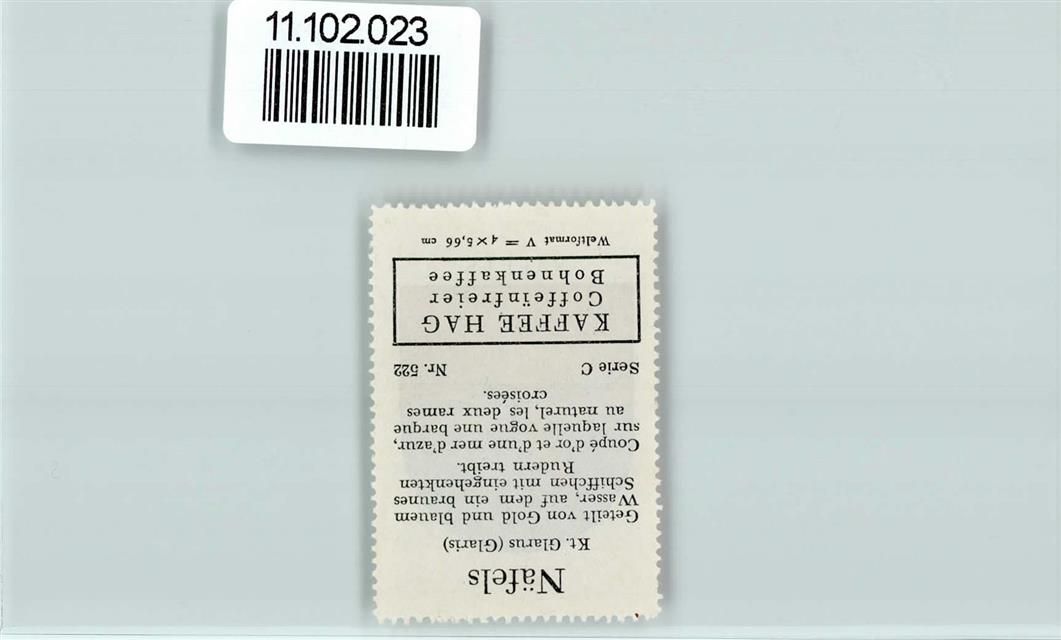 11.102.023
Näfels
Kt. Glarus (Glaris)
Geteilt von Gold und blauem
Wasser, auf dem ein braunes
Schiffchen mit eingehenkten
Rudern treibt.
Coupé d'or et d'une mer d'azur,
sur laquelle vogue une barque
au naturel, les deux rames
croisées.
Serie C Nr. 522
KAFFEE HAG
Coffeïnfreier
Bohnenkaffee
Weltformat V = 4 × 5,66 cm